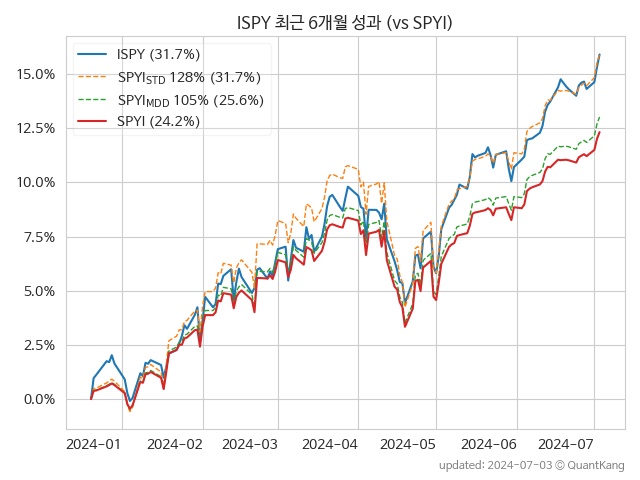 ISPY 최근 6개월 성과 (vs SPYI)
ISPY (31.7%)
SPYI_STD 128% (31.7%)
SPYI_MDD 105% (25.6%)
SPYI (24.2%)
15.0%
12.5%
10.0%
7.5%
5.0%
2.5%
0.0%
2024-01 2024-02 2024-03 2024-04 2024-05 2024-06 2024-07
updated: 2024-07-03 © QuantKang